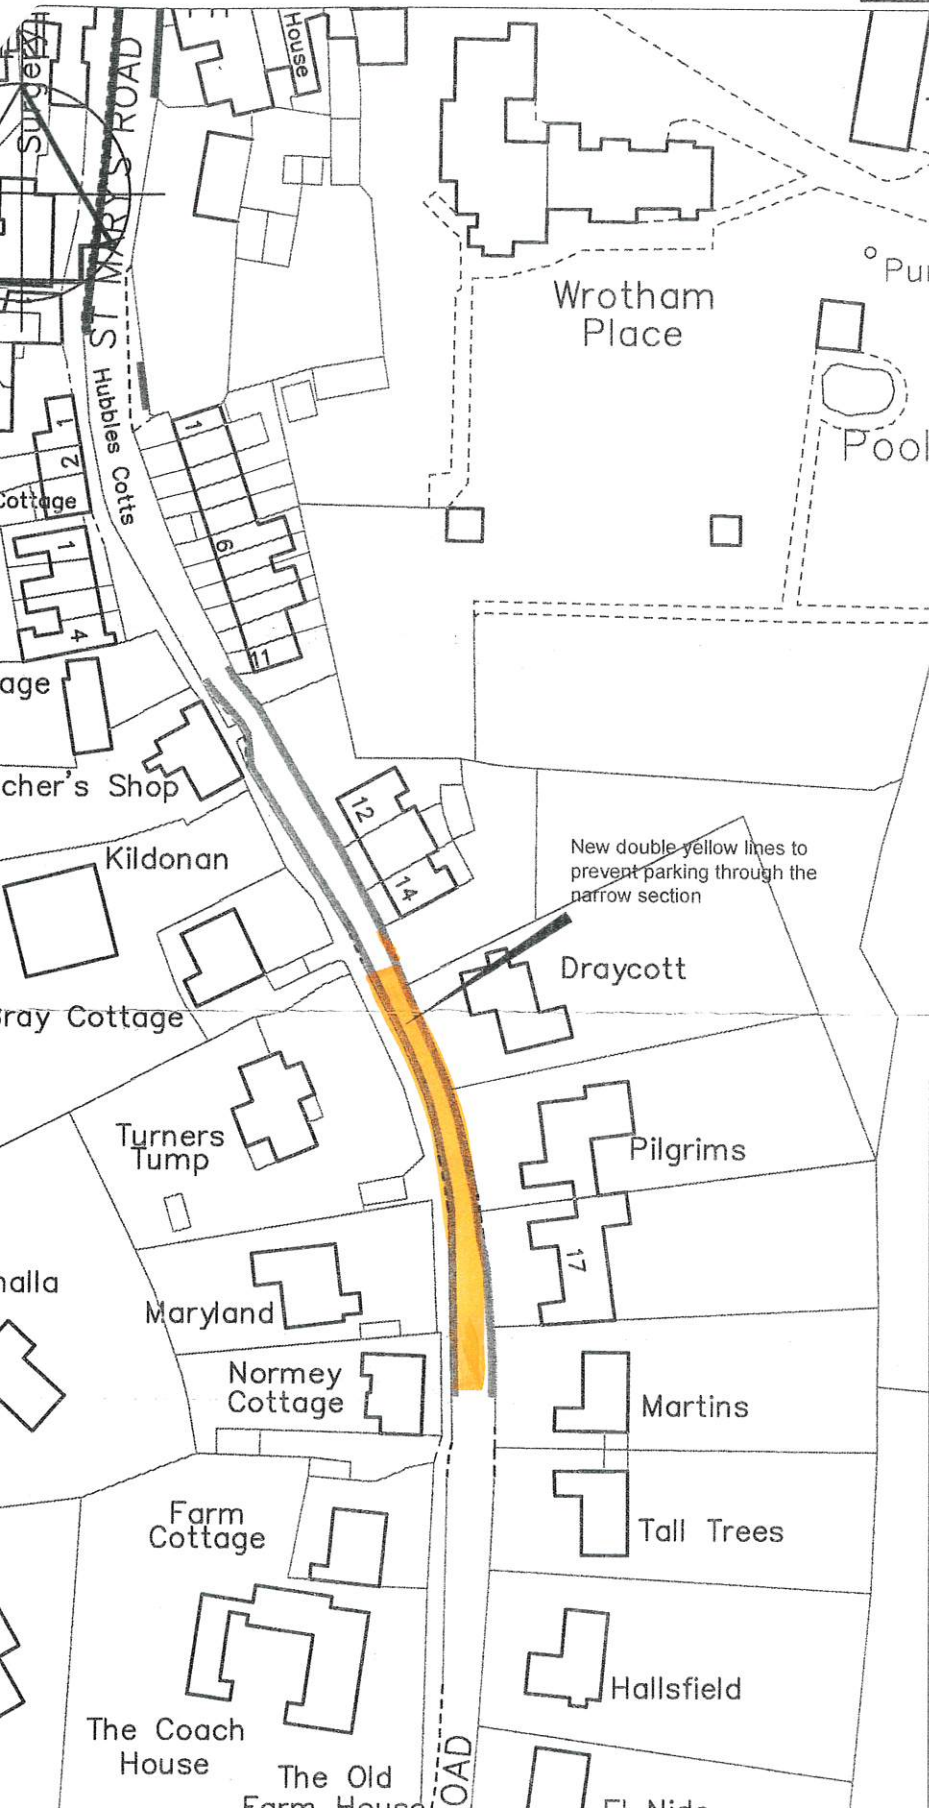 Surgery
ST MARY'S ROAD
House
Wrotham
Place
Pool
Hubbles Cotts
1
2
Cottage
1
4
1
6
11
age
cher's Shop
12
14
Kildonan
New double yellow lines to
prevent parking through the
narrow section
Draycott
ray Cottage
Turners
Tump
Pilgrims
17
halla
Maryland
Normey
Cottage
Martins
Farm
Cottage
Tall Trees
Hallsfield
The Coach
House
The Old
Farm House
OAD